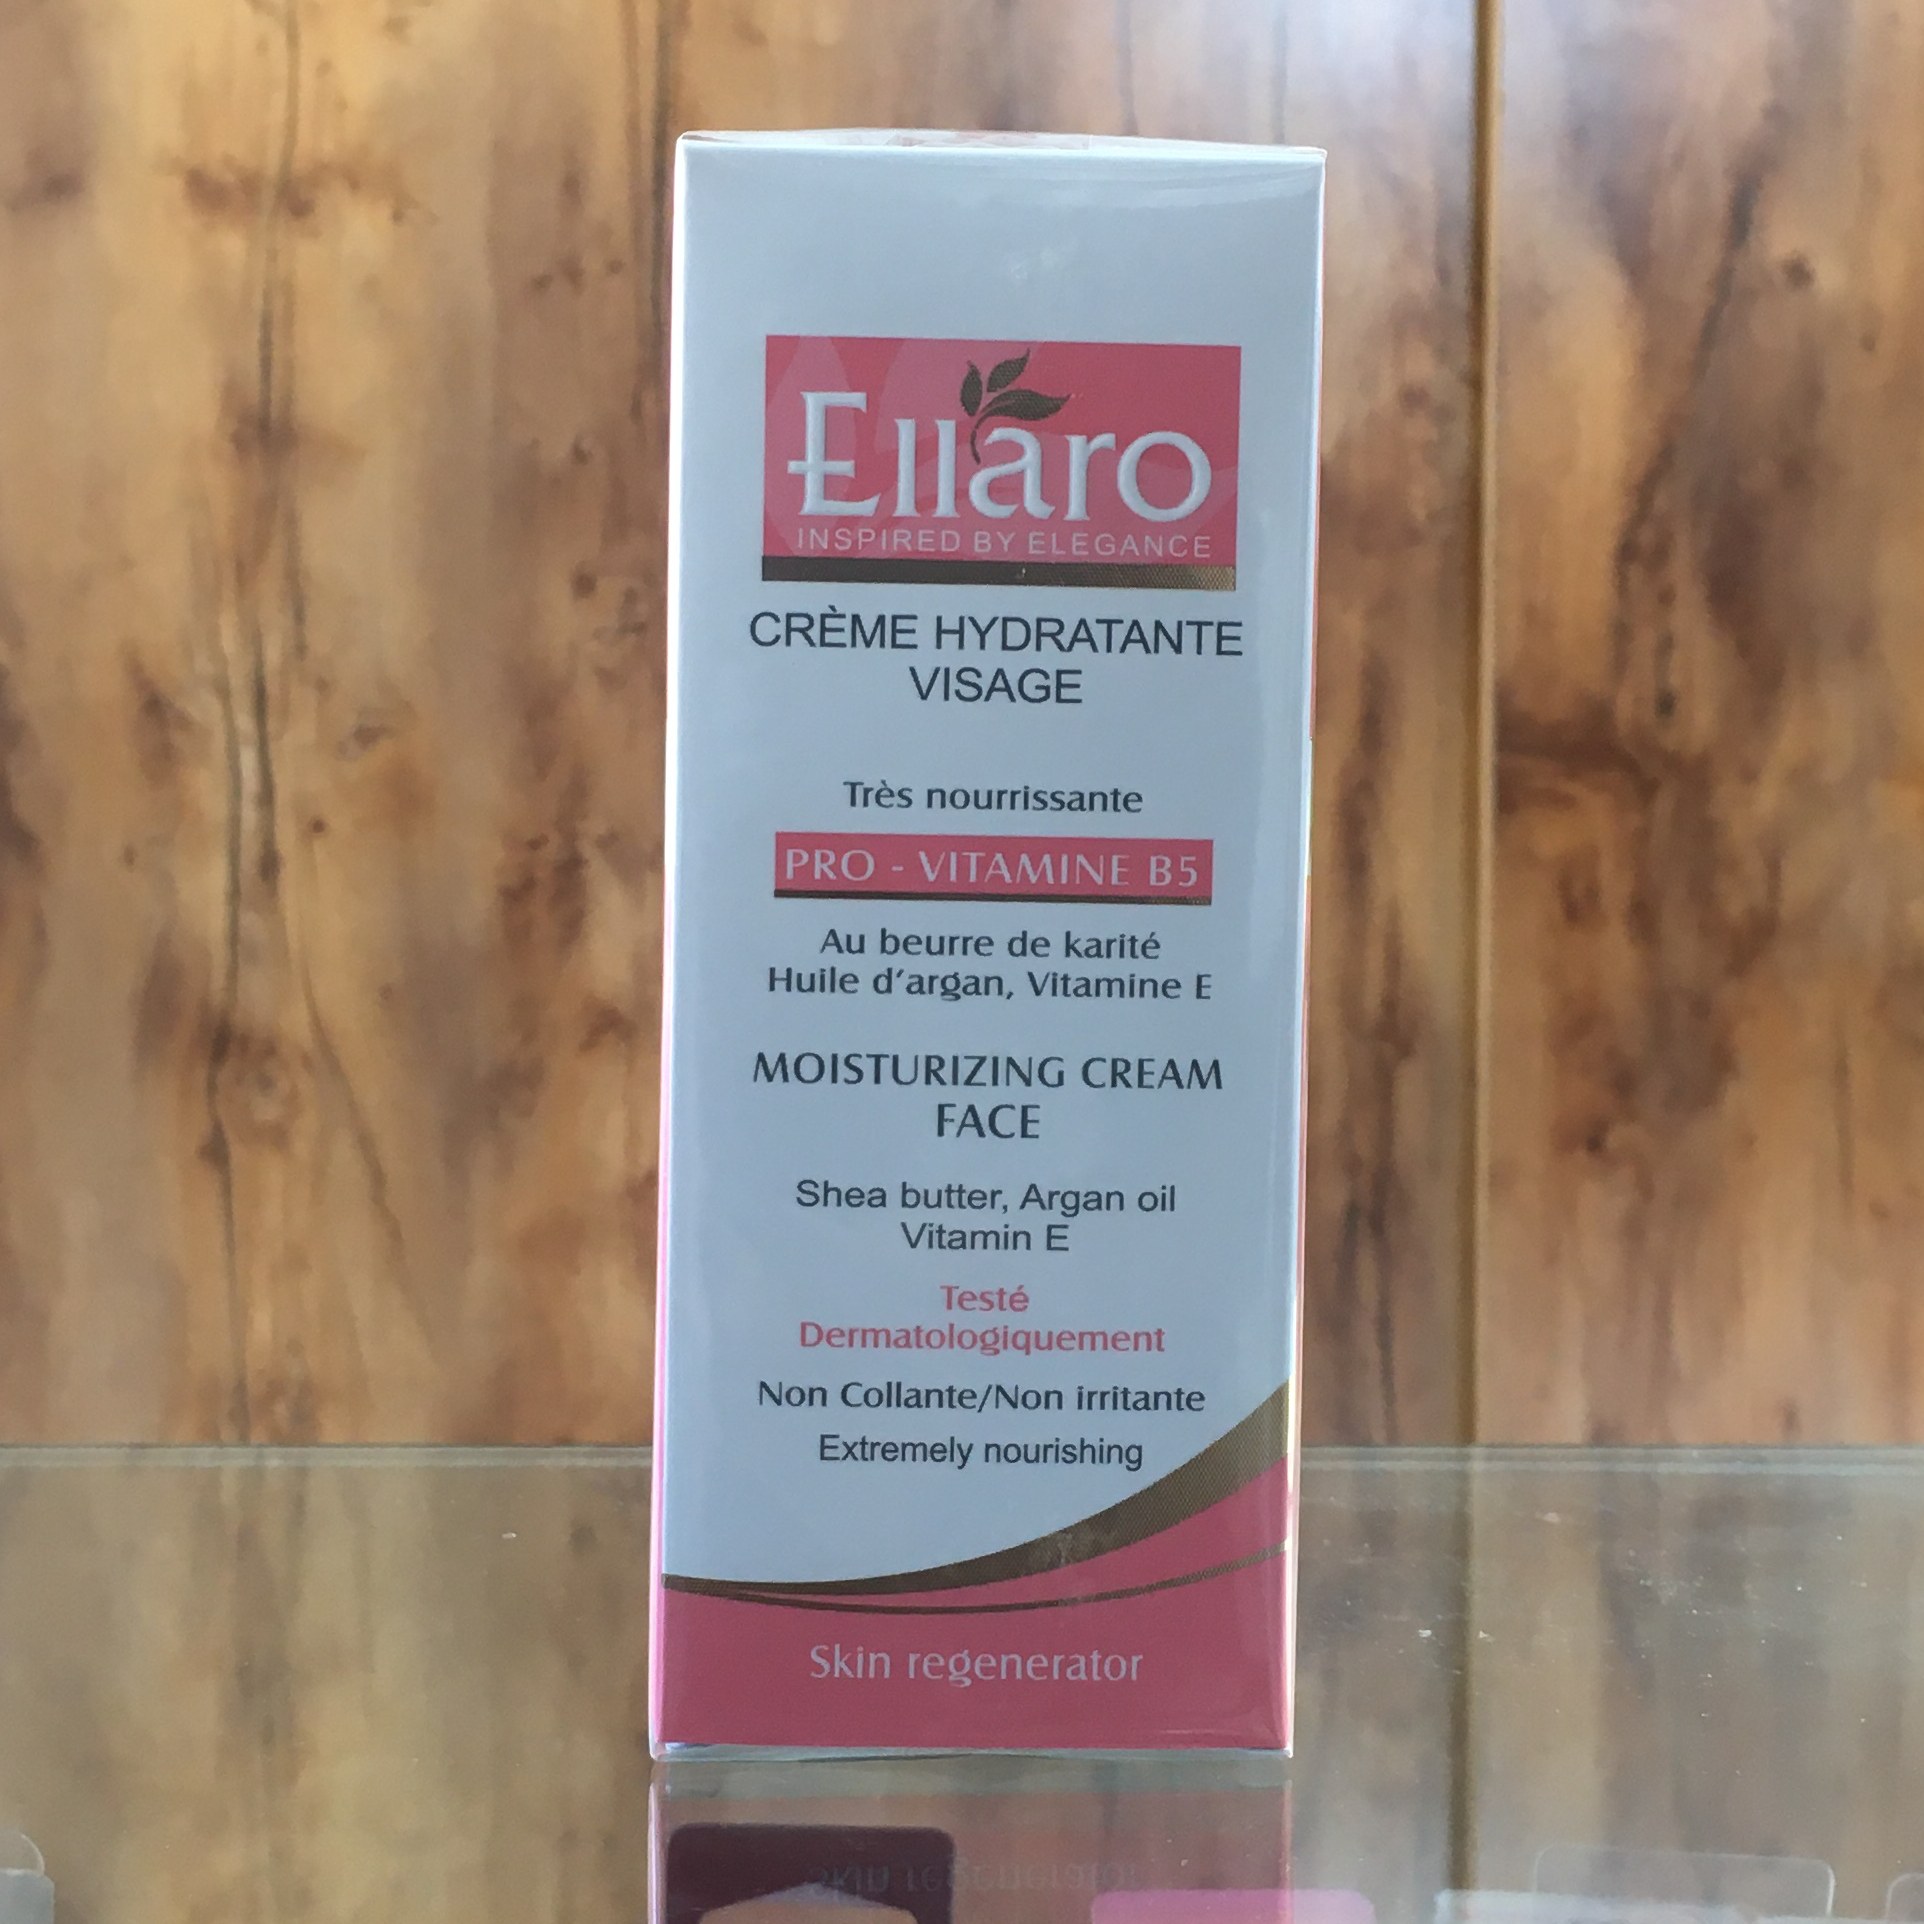 Ellaro
INSPIRED BY ELEGANCE
CRÈME HYDRATANTE
VISAGE
Très nourrissante
PRO - VITAMINE B5
Au beurre de karité
Huile d'argan, Vitamine E
MOISTURIZING CREAM
FACE
Shea butter, Argan oil
Vitamin E
Testé
Dermatologiquement
Non Collante/Non irritante
Extremely nourishing
Skin regenerator